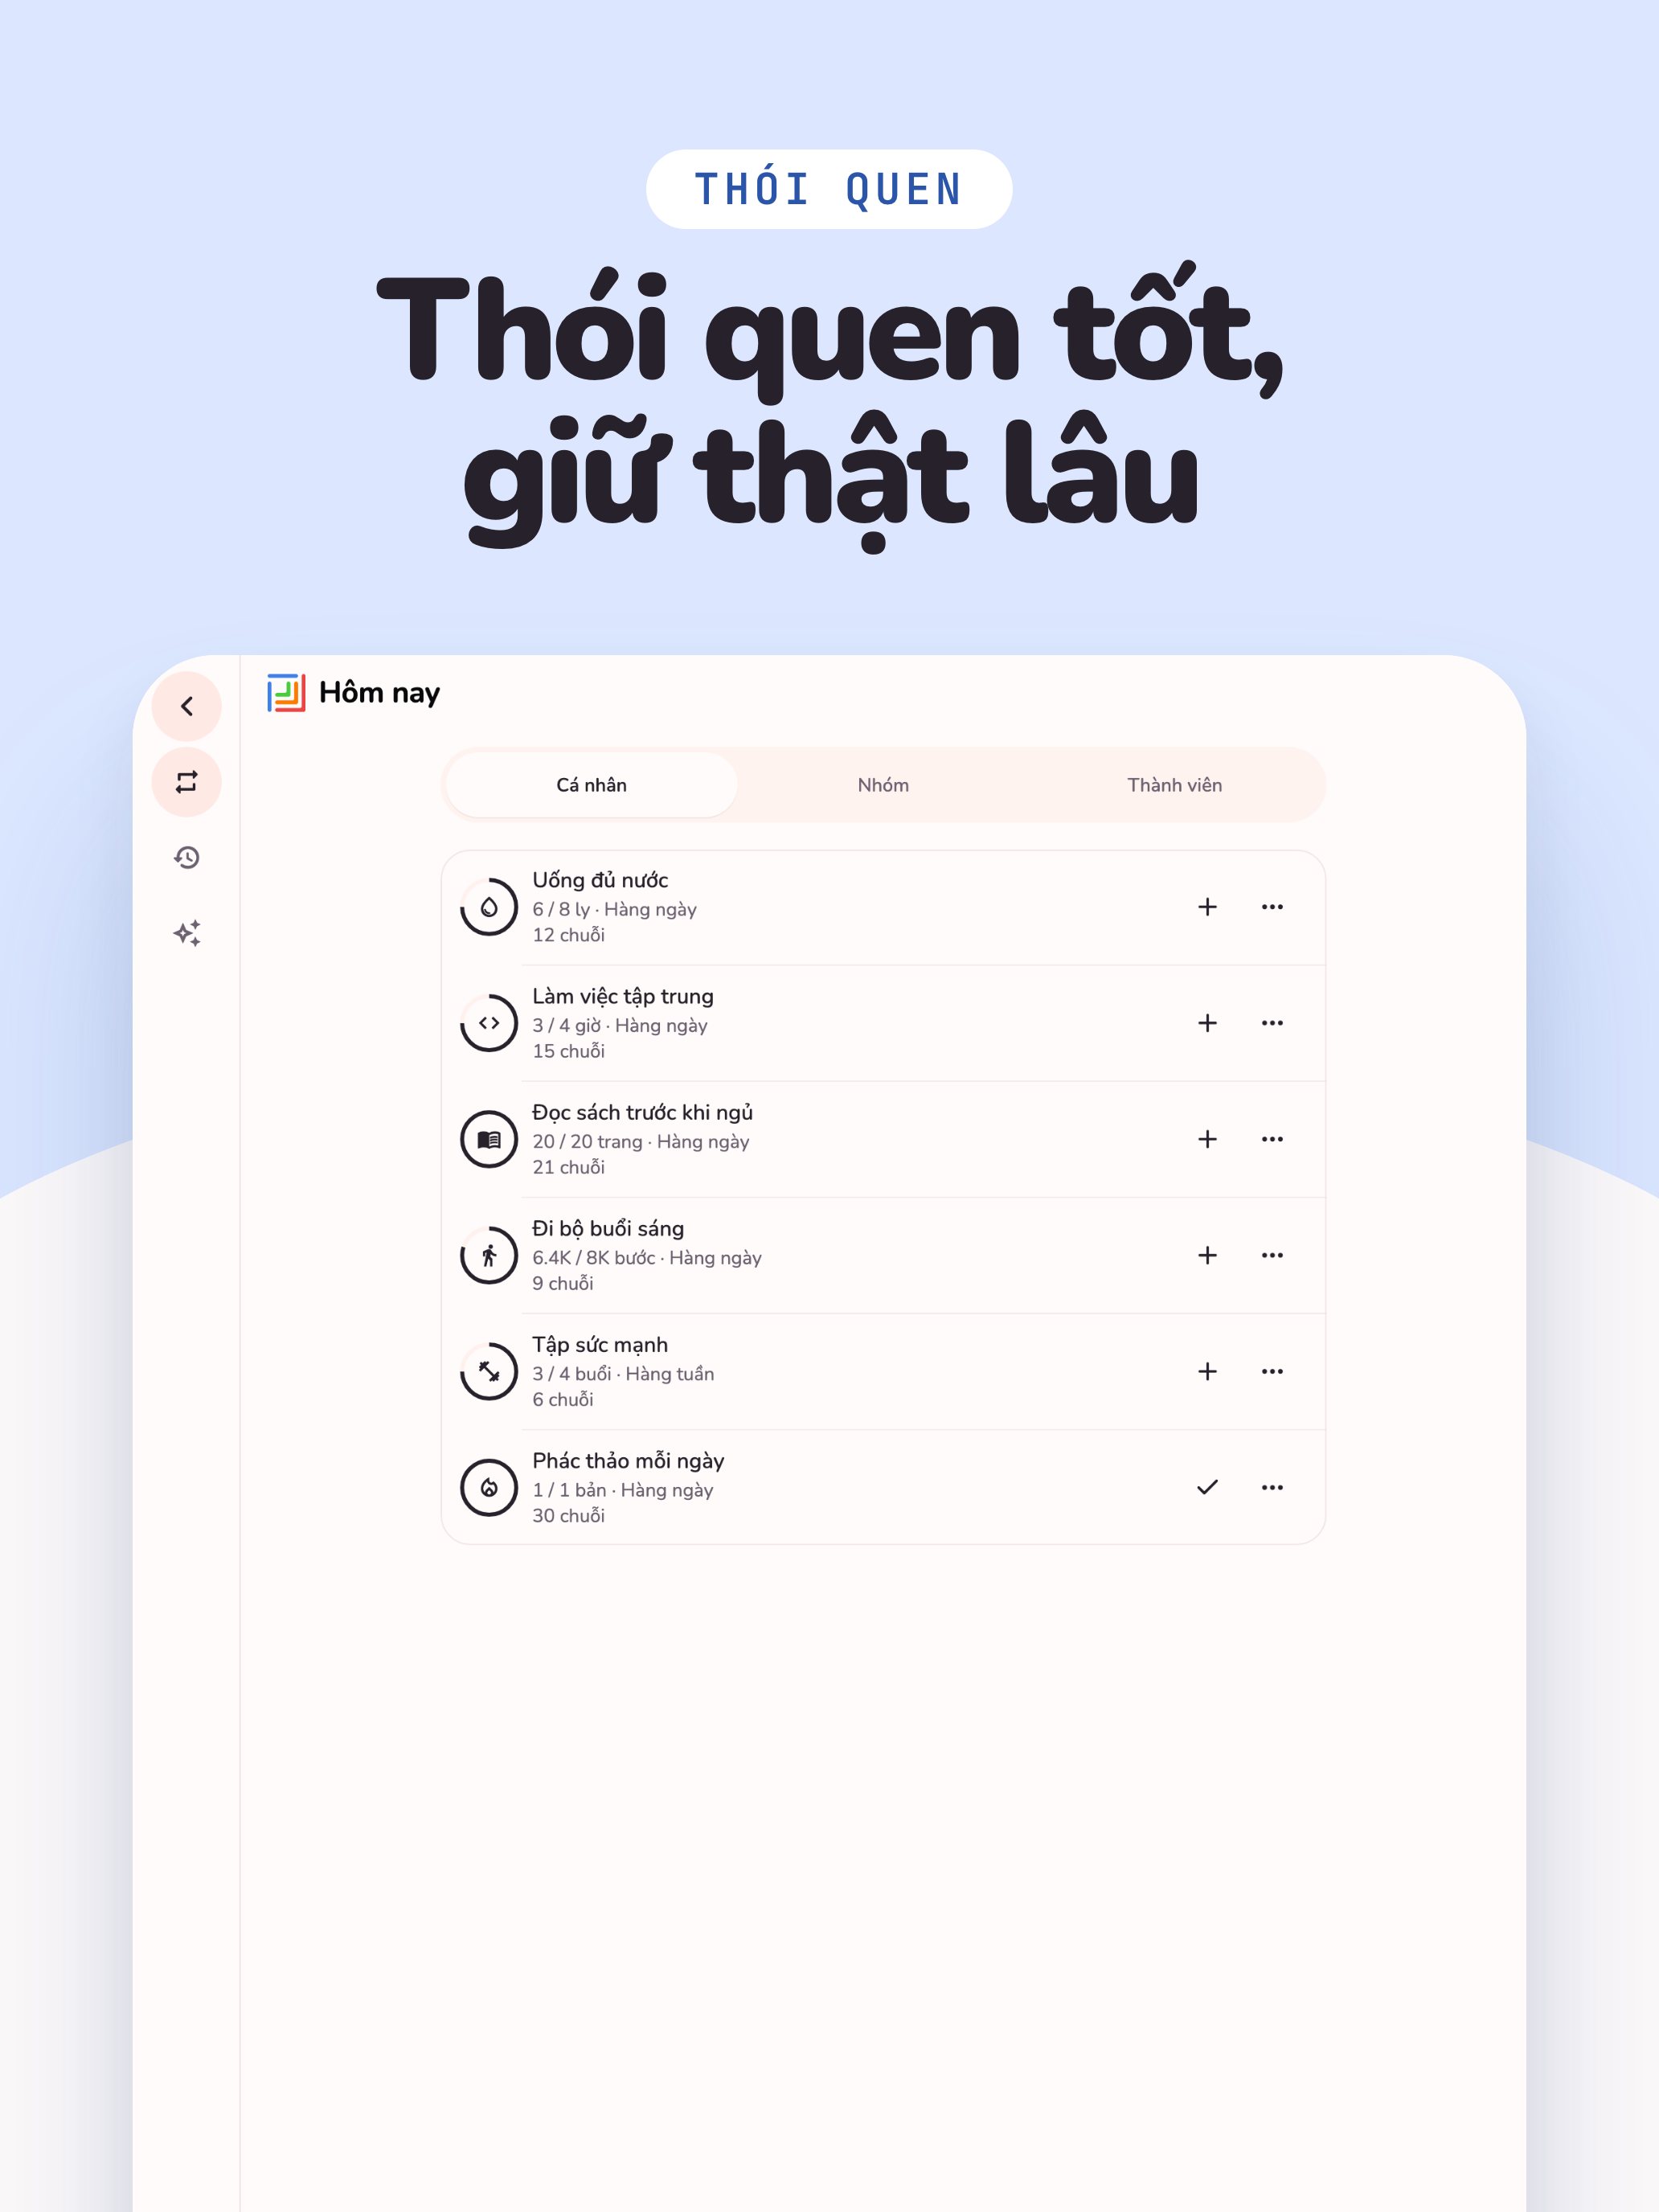 THÓI QUEN
Thói quen tốt,
giữ thật lâu
Hôm nay
Cá nhân
Nhóm
Thành viên
Uống đủ nước
6 / 8 ly · Hàng ngày
12 chuỗi
Làm việc tập trung
3 / 4 giờ · Hàng ngày
15 chuỗi
Đọc sách trước khi ngủ
20 / 20 trang · Hàng ngày
21 chuỗi
Đi bộ buổi sáng
6.4K / 8K bước · Hàng ngày
9 chuỗi
Tập sức mạnh
3 / 4 buổi · Hàng tuần
6 chuỗi
Phác thảo mỗi ngày
1 / 1 bản · Hàng ngày
30 chuỗi